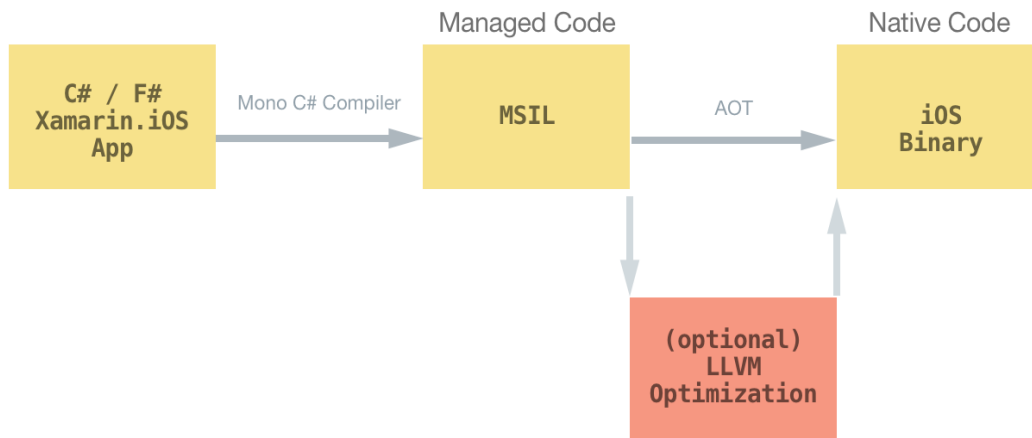 Managed Code
Native Code
C# / F#
Xamarin.iOS
App
Mono C# Compiler
MSIL
AOT
iOS
Binary
(optional)
LLVM
Optimization